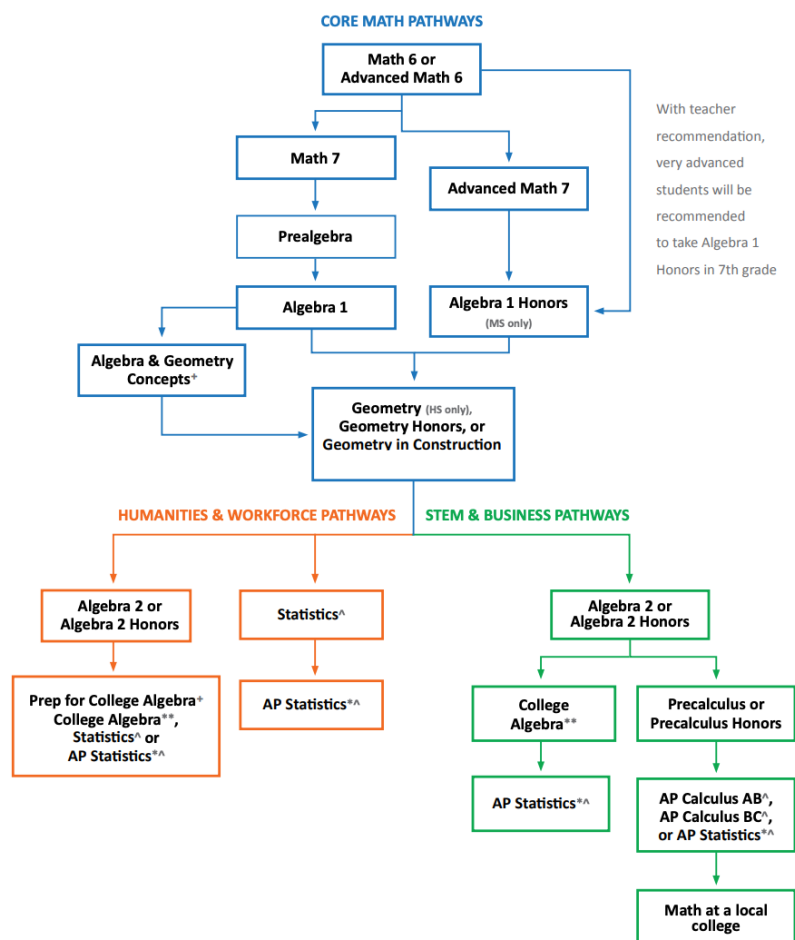 CORE MATH PATHWAYS
Math 6 or
Advanced Math 6
With teacher
recommendation,
very advanced
students will be
recommended
to take Algebra 1
Honors in 7th grade
Math 7
Advanced Math 7
Prealgebra
Algebra 1
Algebra 1 Honors
(MS only)
Algebra & Geometry
Concepts+
Geometry (HS only),
Geometry Honors, or
Geometry in Construction
HUMANITIES & WORKFORCE PATHWAYS
STEM & BUSINESS PATHWAYS
Algebra 2 or
Algebra 2 Honors
Prep for College Algebra+
College Algebra**,
Statistics^ or
AP Statistics*^
Statistics^
AP Statistics*^
Algebra 2 or
Algebra 2 Honors
College
Algebra**
AP Statistics*^
Precalculus or
Precalculus Honors
AP Calculus AB^,
AP Calculus BC^,
or AP Statistics*^
Math at a local
college